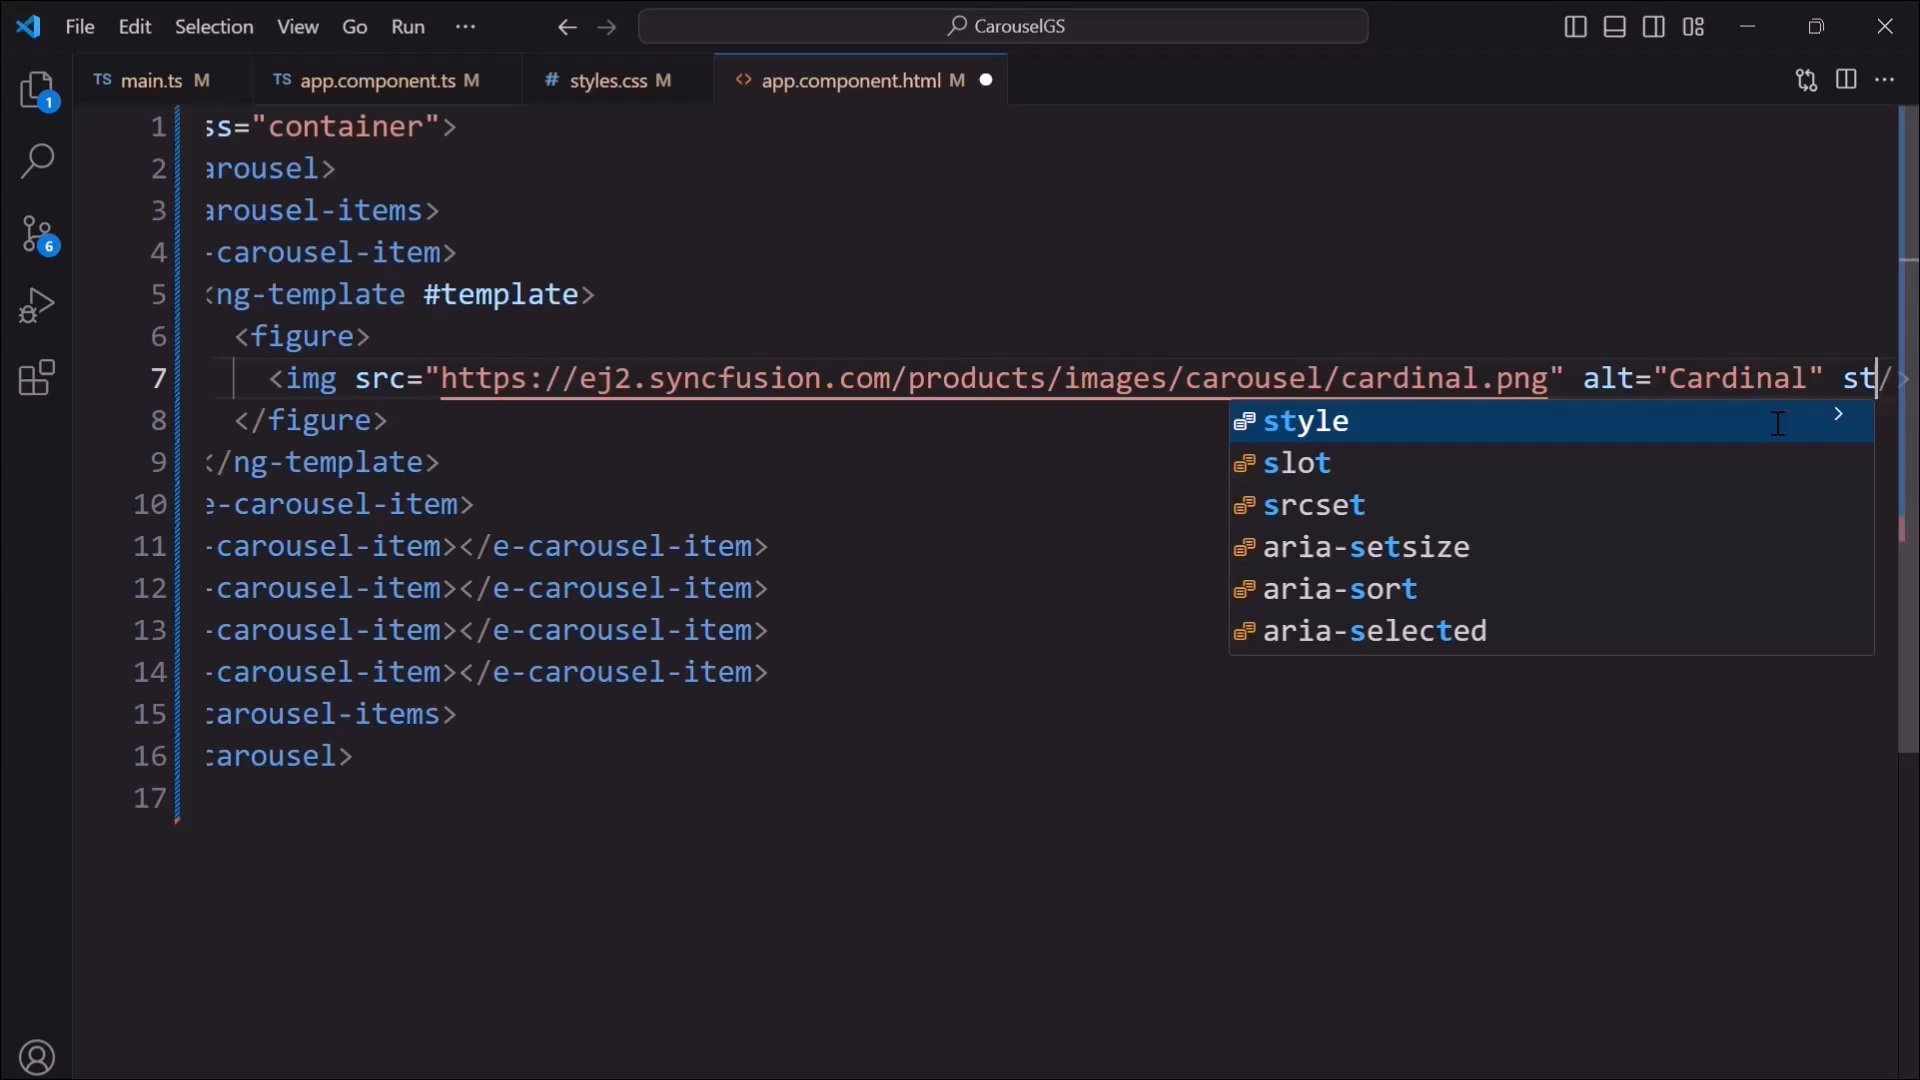 File Edit Selection View Go Run ··· CarouselGS
TS main.ts M TS app.component.ts M # styles.css M <> app.component.html M
1 ss="container">
2 arousel>
3 arousel-items>
4 -carousel-item>
5 <ng-template #template>
6 <figure>
7 <img src="https://ej2.syncfusion.com/products/images/carousel/cardinal.png" alt="Cardinal" st/>
8 </figure>
9 </ng-template>
10 e-carousel-item>
11 -carousel-item></e-carousel-item>
12 -carousel-item></e-carousel-item>
13 -carousel-item></e-carousel-item>
14 -carousel-item></e-carousel-item>
15 carousel-items>
16 carousel>
17
style
slot
srcset
aria-setsize
aria-sort
aria-selected
1
6